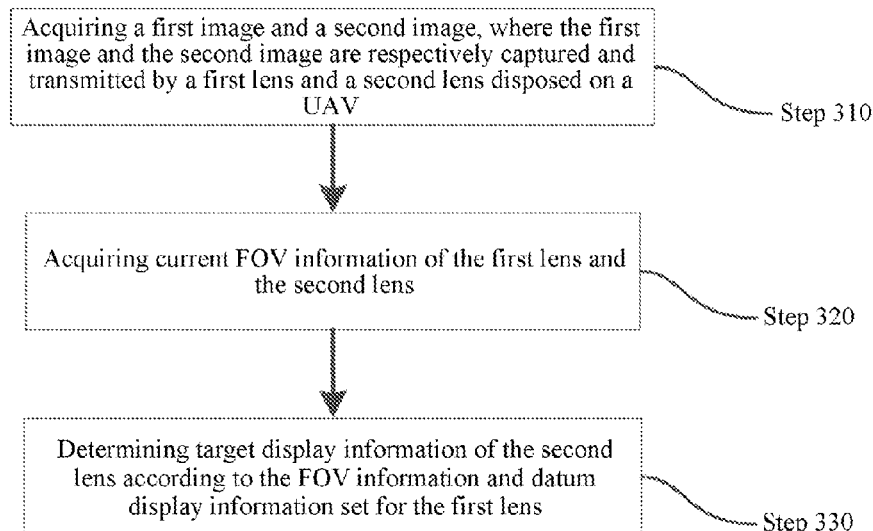 Acquiring a first image and a second image, where the first
image and the second image are respectively captured and
transmitted by a first lens and a second lens disposed on a
UAV
Step 310
Acquiring current FOV information of the first lens and
the second lens
Step 320
Determining target display information of the second
lens according to the FOV information and datum
display information set for the first lens
Step 330